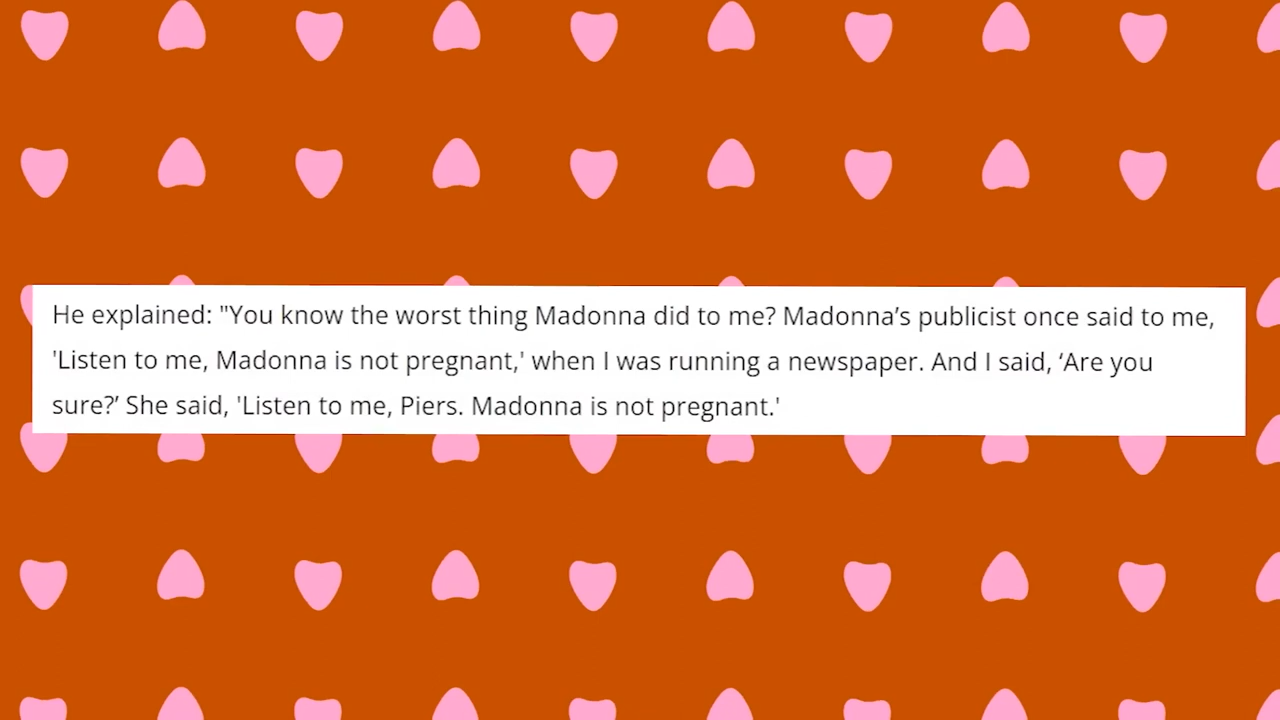 He explained: "You know the worst thing Madonna did to me? Madonna’s publicist once said to me,
'Listen to me, Madonna is not pregnant,' when I was running a newspaper. And I said, ‘Are you
sure?’ She said, 'Listen to me, Piers. Madonna is not pregnant.'